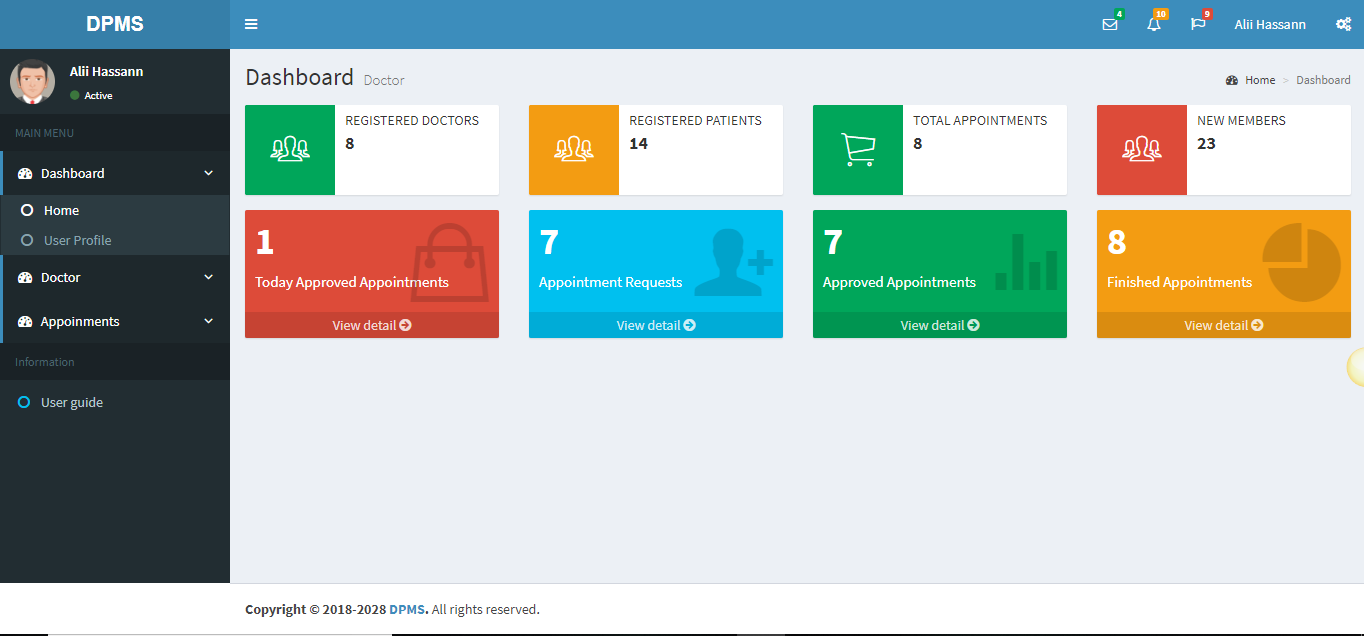 DPMS
4
10
9
Alii Hassann
Alii Hassann
Active
MAIN MENU
Dashboard
Home
User Profile
Doctor
Appoinments
Information
User guide
Dashboard Doctor
Home > Dashboard
REGISTERED DOCTORS
8
REGISTERED PATIENTS
14
TOTAL APPOINTMENTS
8
NEW MEMBERS
23
1
Today Approved Appointments
View detail
7
Appointment Requests
View detail
7
Approved Appointments
View detail
8
Finished Appointments
View detail
Copyright © 2018-2028 DPMS. All rights reserved.